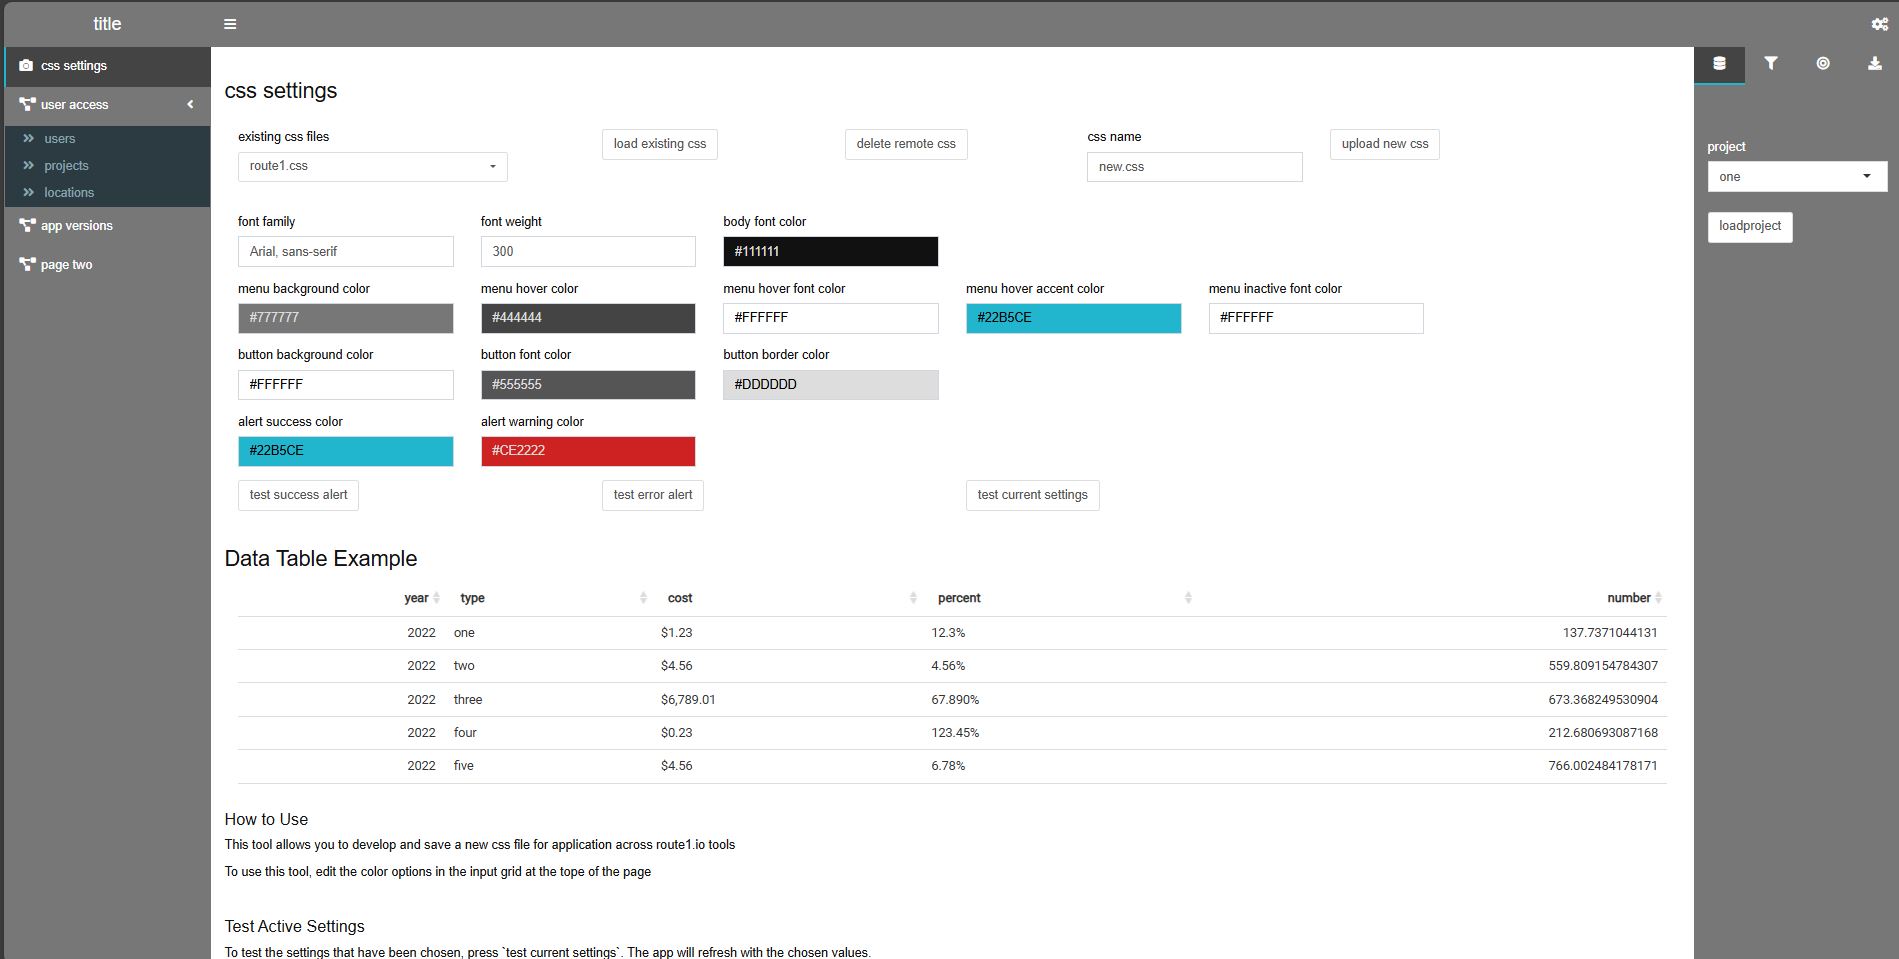 title
css settings
user access
users
projects
locations
app versions
page two
css settings
existing css files
route1.css
load existing css
delete remote css
css name
new.css
upload new css
font family
font weight
body font color
Arial, sans-serif
300
#111111
menu background color
menu hover color
menu hover font color
menu hover accent color
menu inactive font color
#777777
#444444
#FFFFFF
#22B5CE
#FFFFFF
button background color
button font color
button border color
#FFFFFF
#555555
#DDDDDD
alert success color
alert warning color
#22B5CE
#CE2222
test success alert
test error alert
test current settings
Data Table Example
year type cost percent number
2022 one $1.23 12.3% 137.7371044131
2022 two $4.56 4.56% 559.809154784307
2022 three $6,789.01 67.890% 673.368249530904
2022 four $0.23 123.45% 212.680693087168
2022 five $4.56 6.78% 766.002484178171
How to Use
This tool allows you to develop and save a new css file for application across route1.io tools
To use this tool, edit the color options in the input grid at the tope of the page
Test Active Settings
To test the settings that have been chosen, press `test current settings`. The app will refresh with the chosen values.
project
one
loadproject